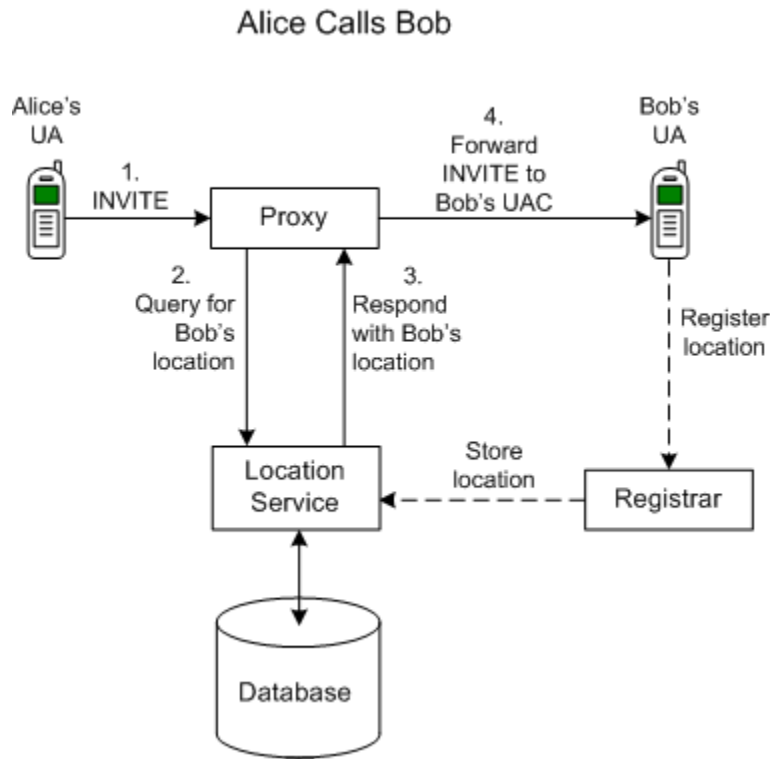 Alice Calls Bob
Alice's
UA
1.
INVITE
Proxy
4.
Forward
INVITE to
Bob's UAC
Bob's
UA
2.
Query for
Bob's
location
3.
Respond
with Bob's
location
Register
location
Location
Service
Store
location
Registrar
Database